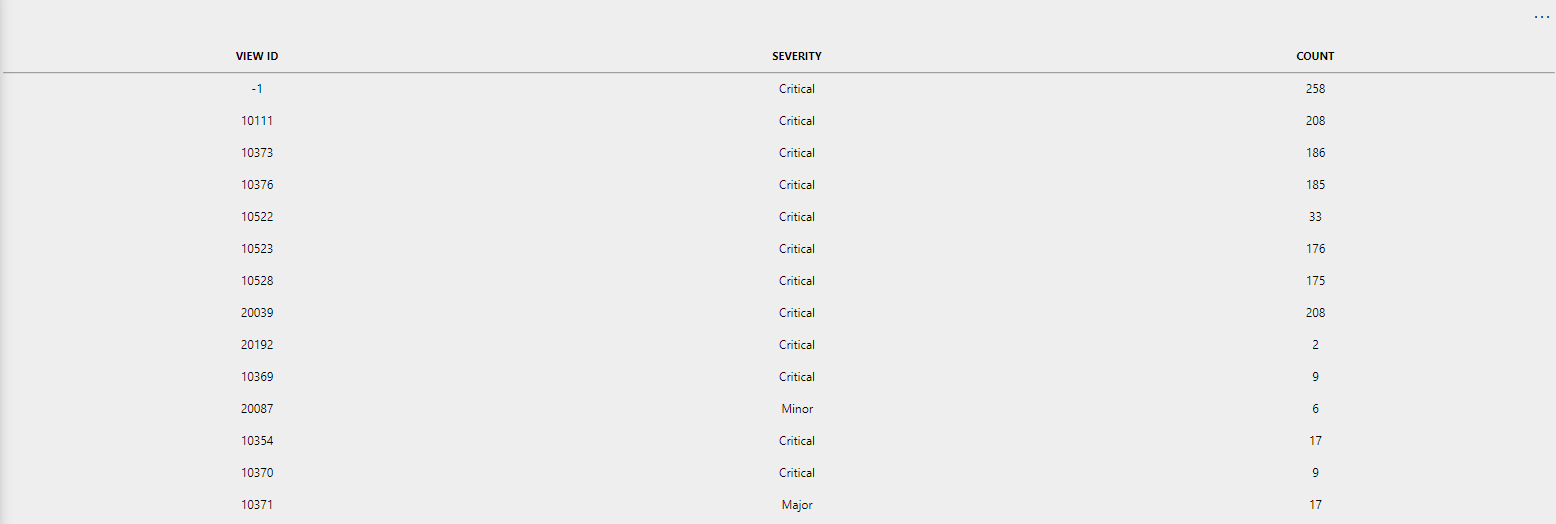 VIEW ID SEVERITY COUNT
-1 Critical 258
10111 Critical 208
10373 Critical 186
10376 Critical 185
10522 Critical 33
10523 Critical 176
10528 Critical 175
20039 Critical 208
20192 Critical 2
10369 Critical 9
20087 Minor 6
10354 Critical 17
10370 Critical 9
10371 Major 17